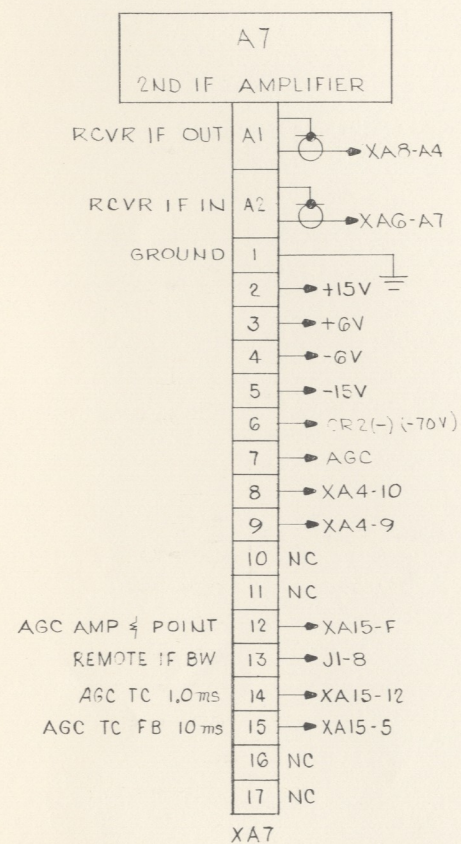 A7
2ND IF AMPLIFIER
RCVR IF OUT A1 XA8-A4
RCVR IF IN A2 XA6-A7
GROUND 1
2 +15V
3 +6V
4 -6V
5 -15V
6 CR2(-) (-70V)
7 AGC
8 XA4-10
9 XA4-9
10 NC
11 NC
AGC AMP & POINT 12 XA15-F
REMOTE IF BW 13 J1-8
AGC TC 1.0ms 14 XA15-12
AGC TC FB 10ms 15 XA15-5
16 NC
17 NC
XA7